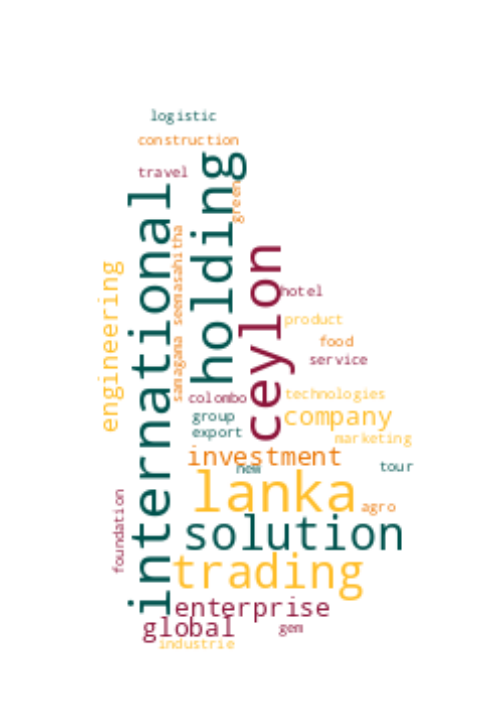 logistic
construction
travel
holding
green
international
samagama seemasahitha
ceylon
engineering
hotel
product
food
service
colombo
technologies
group
company
export
marketing
investment
new
tour
lanka
agro
foundation
solution
trading
enterprise
global
gem
industrie